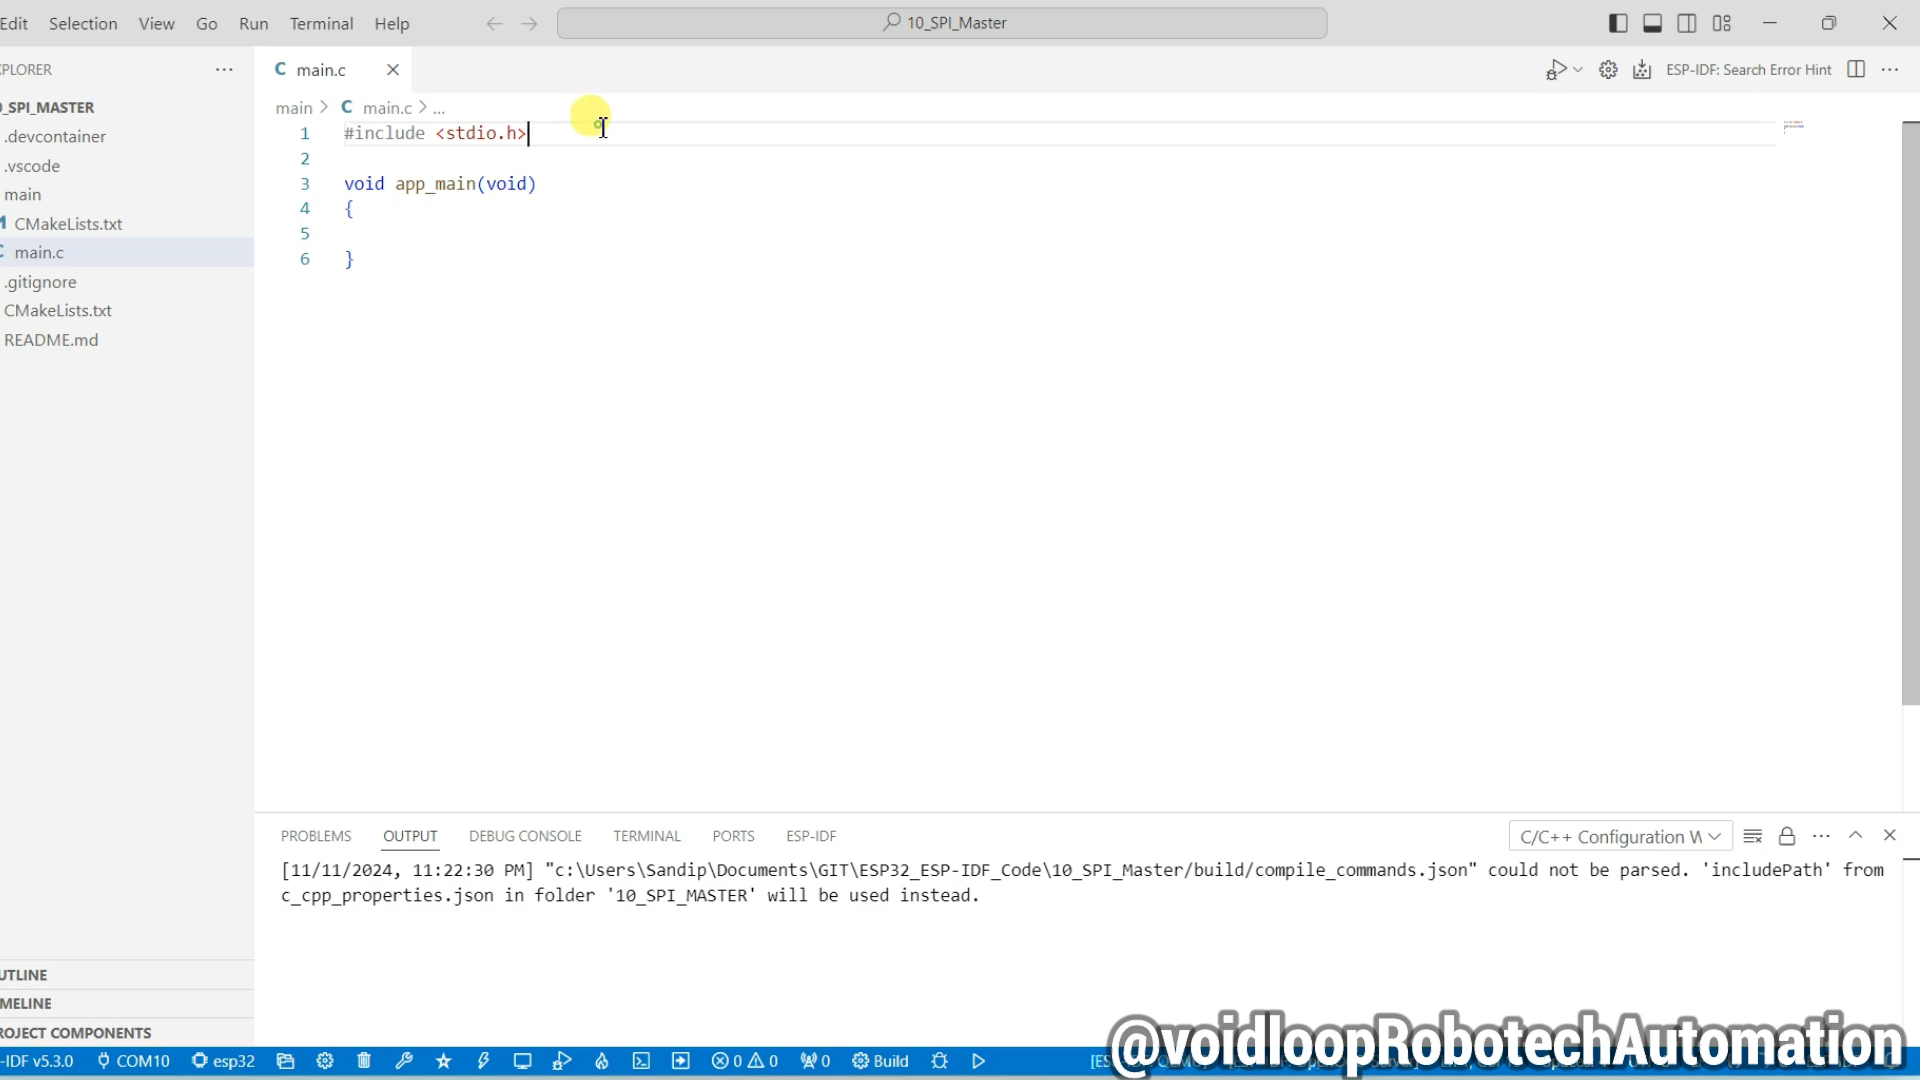 Edit Selection View Go Run Terminal Help
10_SPI_Master
PLORER
main.c
ESP-IDF: Search Error Hint
_SPI_MASTER
.devcontainer
.vscode
main
CMakeLists.txt
main.c
.gitignore
CMakeLists.txt
README.md
main > C main.c > ...
1 #include <stdio.h>
2
3 void app_main(void)
4 {
5
6 }
PROBLEMS OUTPUT DEBUG CONSOLE TERMINAL PORTS ESP-IDF
C/C++ Configuration W
[11/11/2024, 11:22:30 PM] "c:\Users\Sandip\Documents\GIT\ESP32_ESP-IDF_Code\10_SPI_Master/build/compile_commands.json" could not be parsed. 'includePath' from
c_cpp_properties.json in folder '10_SPI_MASTER' will be used instead.
UTLINE
MELINE
ROJECT COMPONENTS
@voidloopRobotechAutomation
-IDF v5.3.0 COM10 esp32 0 0 0 Build